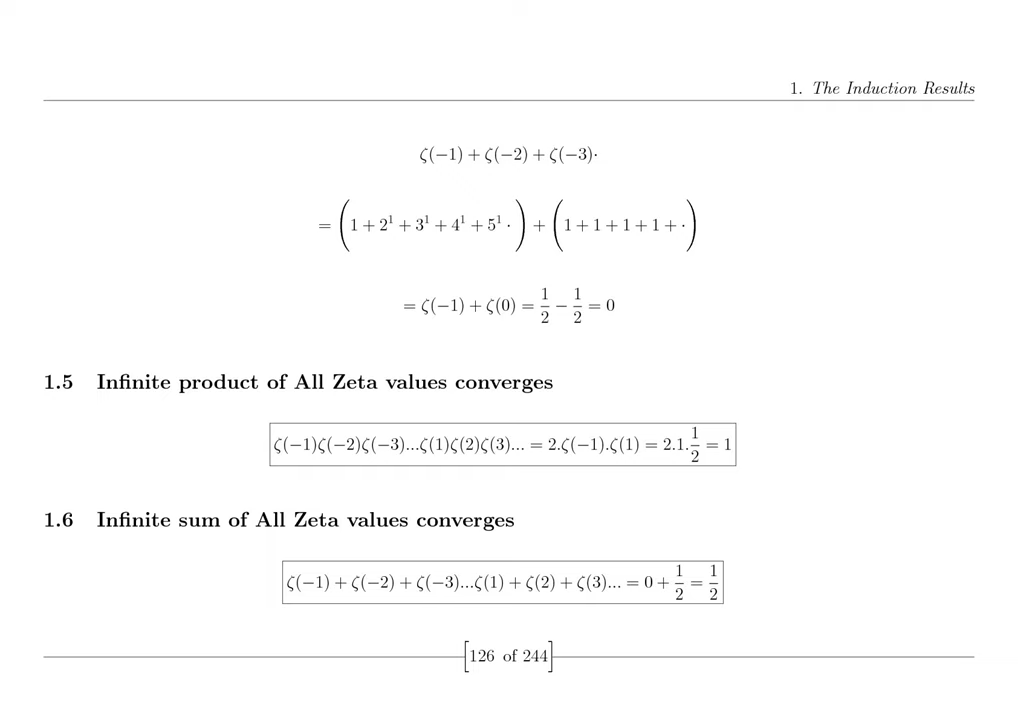 1. The Induction Results
ζ(−1) + ζ(−2) + ζ(−3)·
= (1 + 2¹ + 3¹ + 4¹ + 5¹ ·) + (1 + 1 + 1 + 1 + ·)
= ζ(−1) + ζ(0) = 1/2 − 1/2 = 0
1.5 Infinite product of All Zeta values converges
ζ(−1)ζ(−2)ζ(−3)...ζ(1)ζ(2)ζ(3)... = 2.ζ(−1).ζ(1) = 2.1.1/2 = 1
1.6 Infinite sum of All Zeta values converges
ζ(−1) + ζ(−2) + ζ(−3)...ζ(1) + ζ(2) + ζ(3)... = 0 + 1/2 = 1/2
[126 of 244]